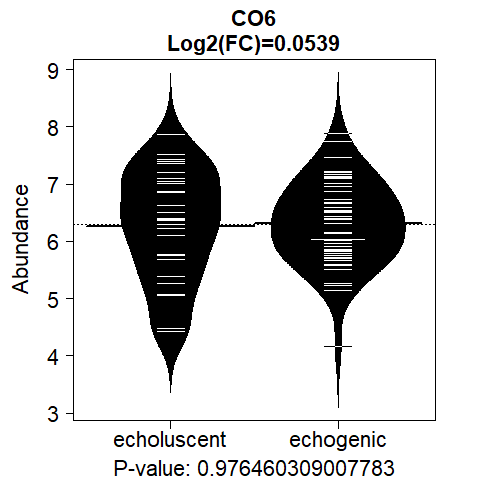 CO6
Log2(FC)=0.0539
Abundance
9
8
7
6
5
4
3
echoluscent echogenic
P-value: 0.976460309007783